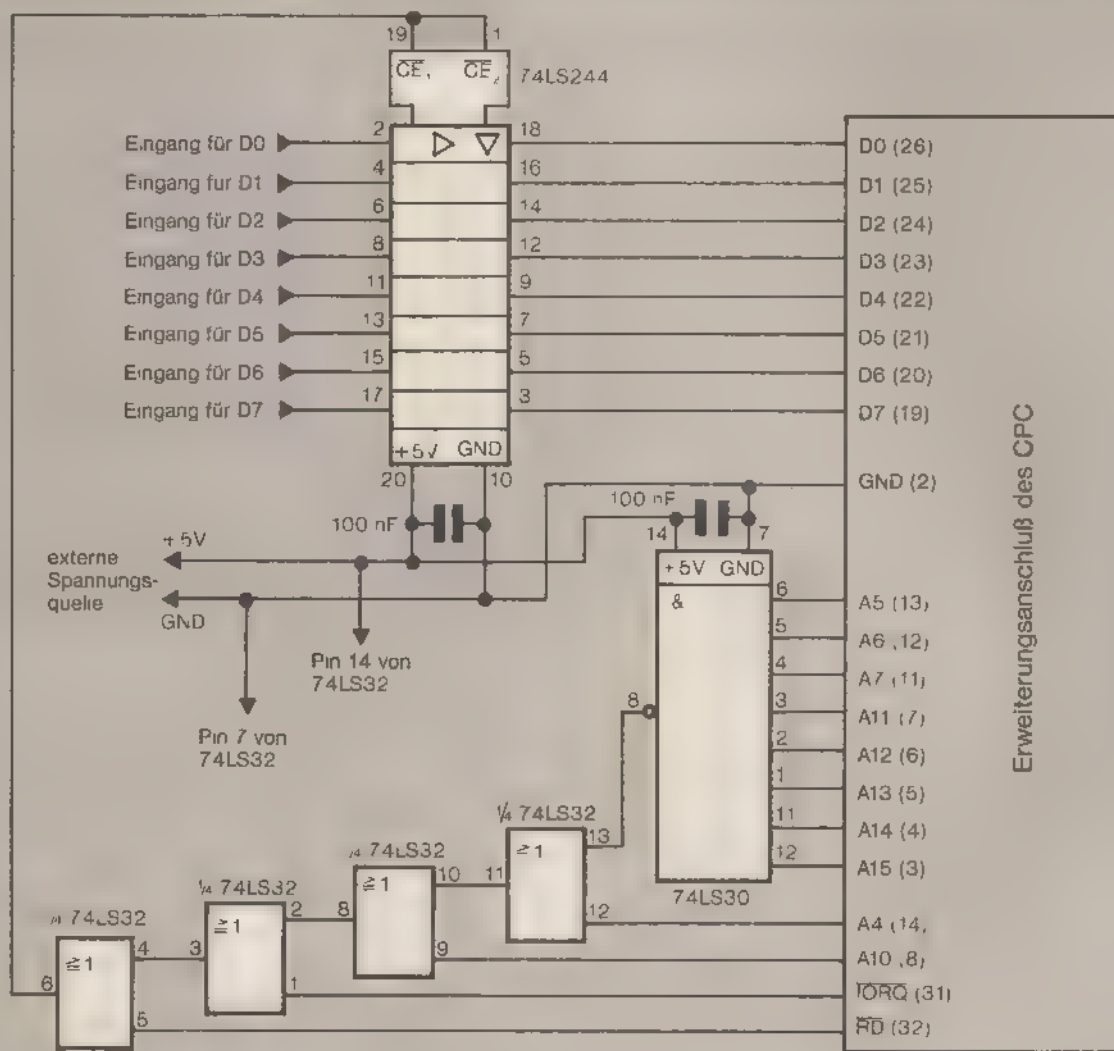 19 1
CE₁ CE₂ 74LS244
Eingang für D0 2 18 D0 (26)
Eingang fur D1 4 16 D1 (25)
Eingang für D2 6 14 D2 (24)
Eingang für D3 8 12 D3 (23)
Eingang für D4 11 9 D4 (22)
Eingang für D5 13 7 D5 (21)
Eingang für D6 15 5 D6 (20)
Eingang für D7 17 3 D7 (19)
+5V GND
20 10
GND (2)
100 nF
100 nF
14 7
+5V GND
externe
Spannungs-
quelle
+5V
GND
Pin 14 von
74LS32
Pin 7 von
74LS32
&
8
6 A5 (13)
5 A6 (12)
4 A7 (11)
3 A11 (7)
2 A12 (6)
1 A13 (5)
11 A14 (4)
12 A15 (3)
74LS30
Erweiterungsanschluß des CPC
¼ 74LS32
≧1
11 13
12 A4 (14,
¼ 74LS32
≧1
8 10
9 A10 (8)
¼ 74LS32
≧1
3 2
1 IORQ (31)
¼ 74LS32
≧1
6 4
5 RD (32)